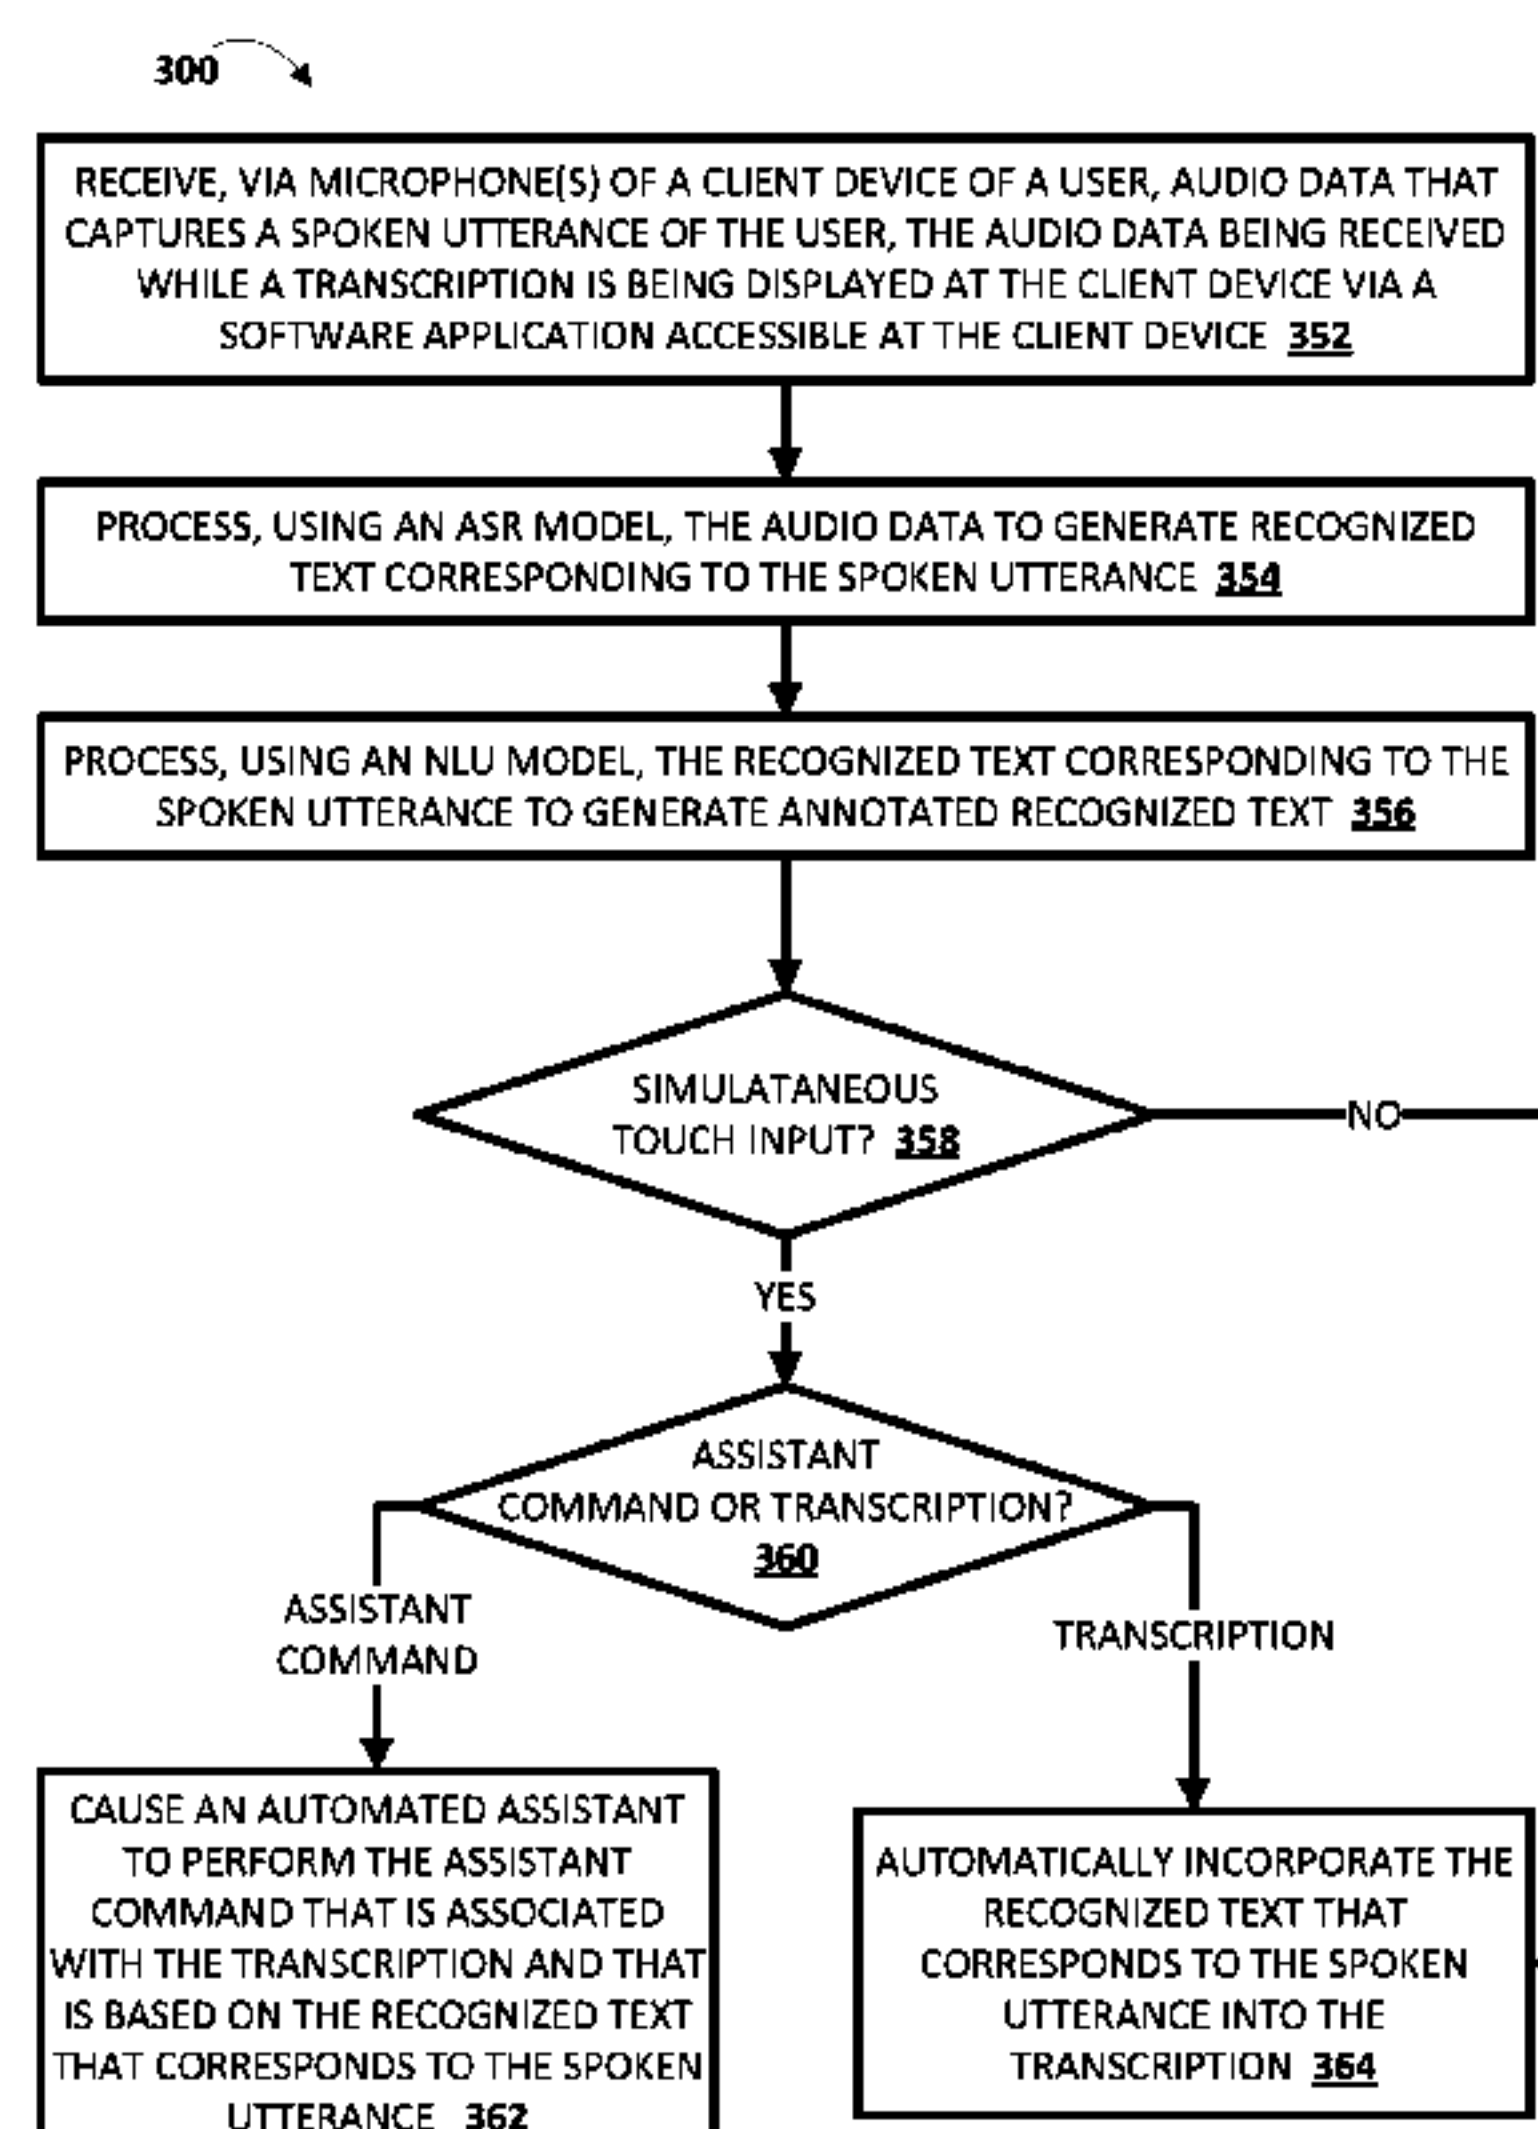 300
RECEIVE, VIA MICROPHONE(S) OF A CLIENT DEVICE OF A USER, AUDIO DATA THAT
CAPTURES A SPOKEN UTTERANCE OF THE USER, THE AUDIO DATA BEING RECEIVED
WHILE A TRANSCRIPTION IS BEING DISPLAYED AT THE CLIENT DEVICE VIA A
SOFTWARE APPLICATION ACCESSIBLE AT THE CLIENT DEVICE 352
PROCESS, USING AN ASR MODEL, THE AUDIO DATA TO GENERATE RECOGNIZED
TEXT CORRESPONDING TO THE SPOKEN UTTERANCE 354
PROCESS, USING AN NLU MODEL, THE RECOGNIZED TEXT CORRESPONDING TO THE
SPOKEN UTTERANCE TO GENERATE ANNOTATED RECOGNIZED TEXT 356
SIMULATANEOUS
TOUCH INPUT? 358
NO
YES
ASSISTANT
COMMAND OR TRANSCRIPTION?
360
ASSISTANT
COMMAND
TRANSCRIPTION
CAUSE AN AUTOMATED ASSISTANT
TO PERFORM THE ASSISTANT
COMMAND THAT IS ASSOCIATED
WITH THE TRANSCRIPTION AND THAT
IS BASED ON THE RECOGNIZED TEXT
THAT CORRESPONDS TO THE SPOKEN
UTTERANCE 362
AUTOMATICALLY INCORPORATE THE
RECOGNIZED TEXT THAT
CORRESPONDS TO THE SPOKEN
UTTERANCE INTO THE
TRANSCRIPTION 364